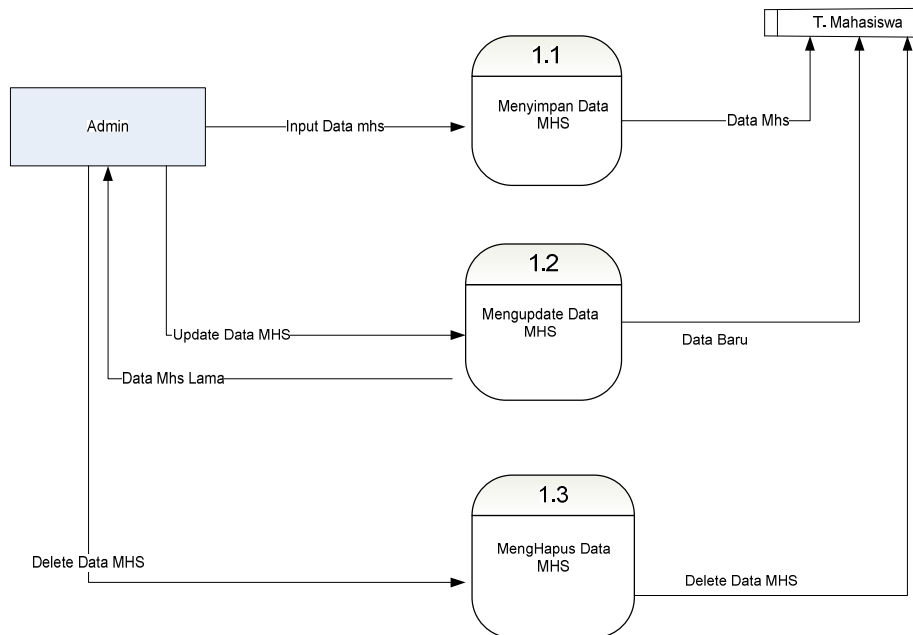 T. Mahasiswa
1.1
Menyimpan Data
MHS
Admin
Input Data mhs
Data Mhs
1.2
Mengupdate Data
MHS
Update Data MHS
Data Baru
Data Mhs Lama
1.3
MengHapus Data
MHS
Delete Data MHS
Delete Data MHS